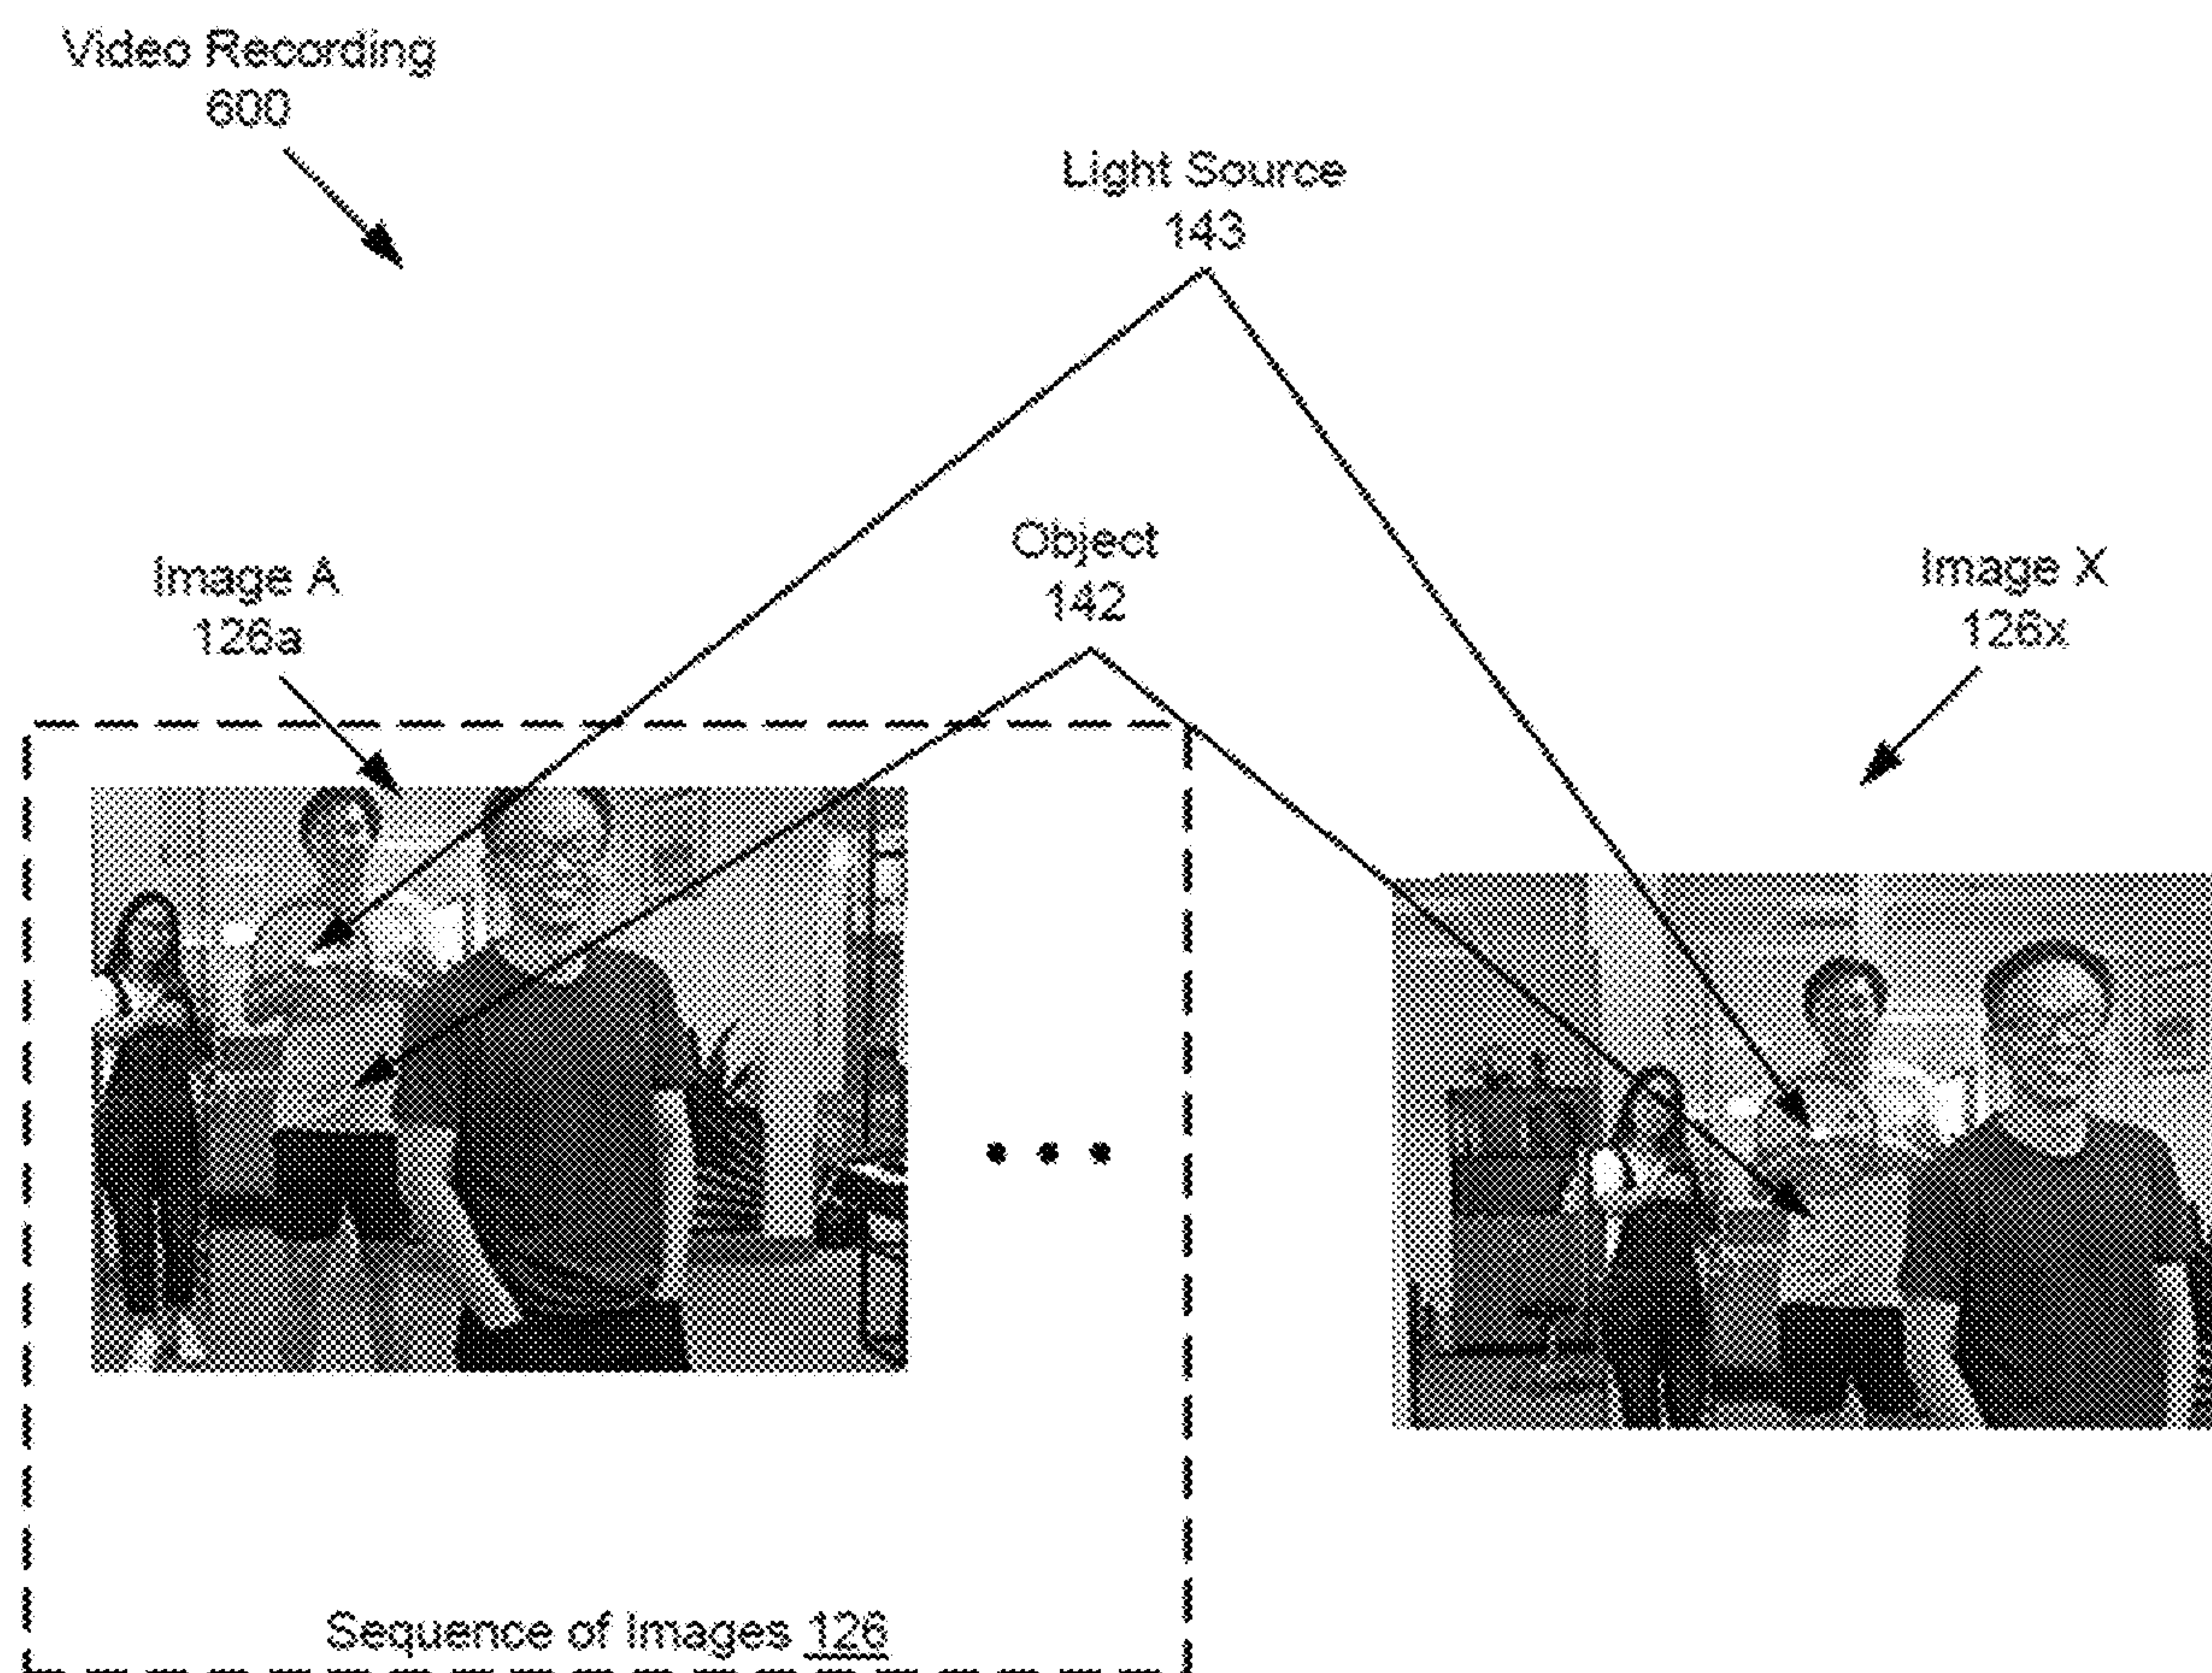 Video Recording
600
Light Source
143
Object
142
Image A
126a
Image X
126x
Sequence of Images 126